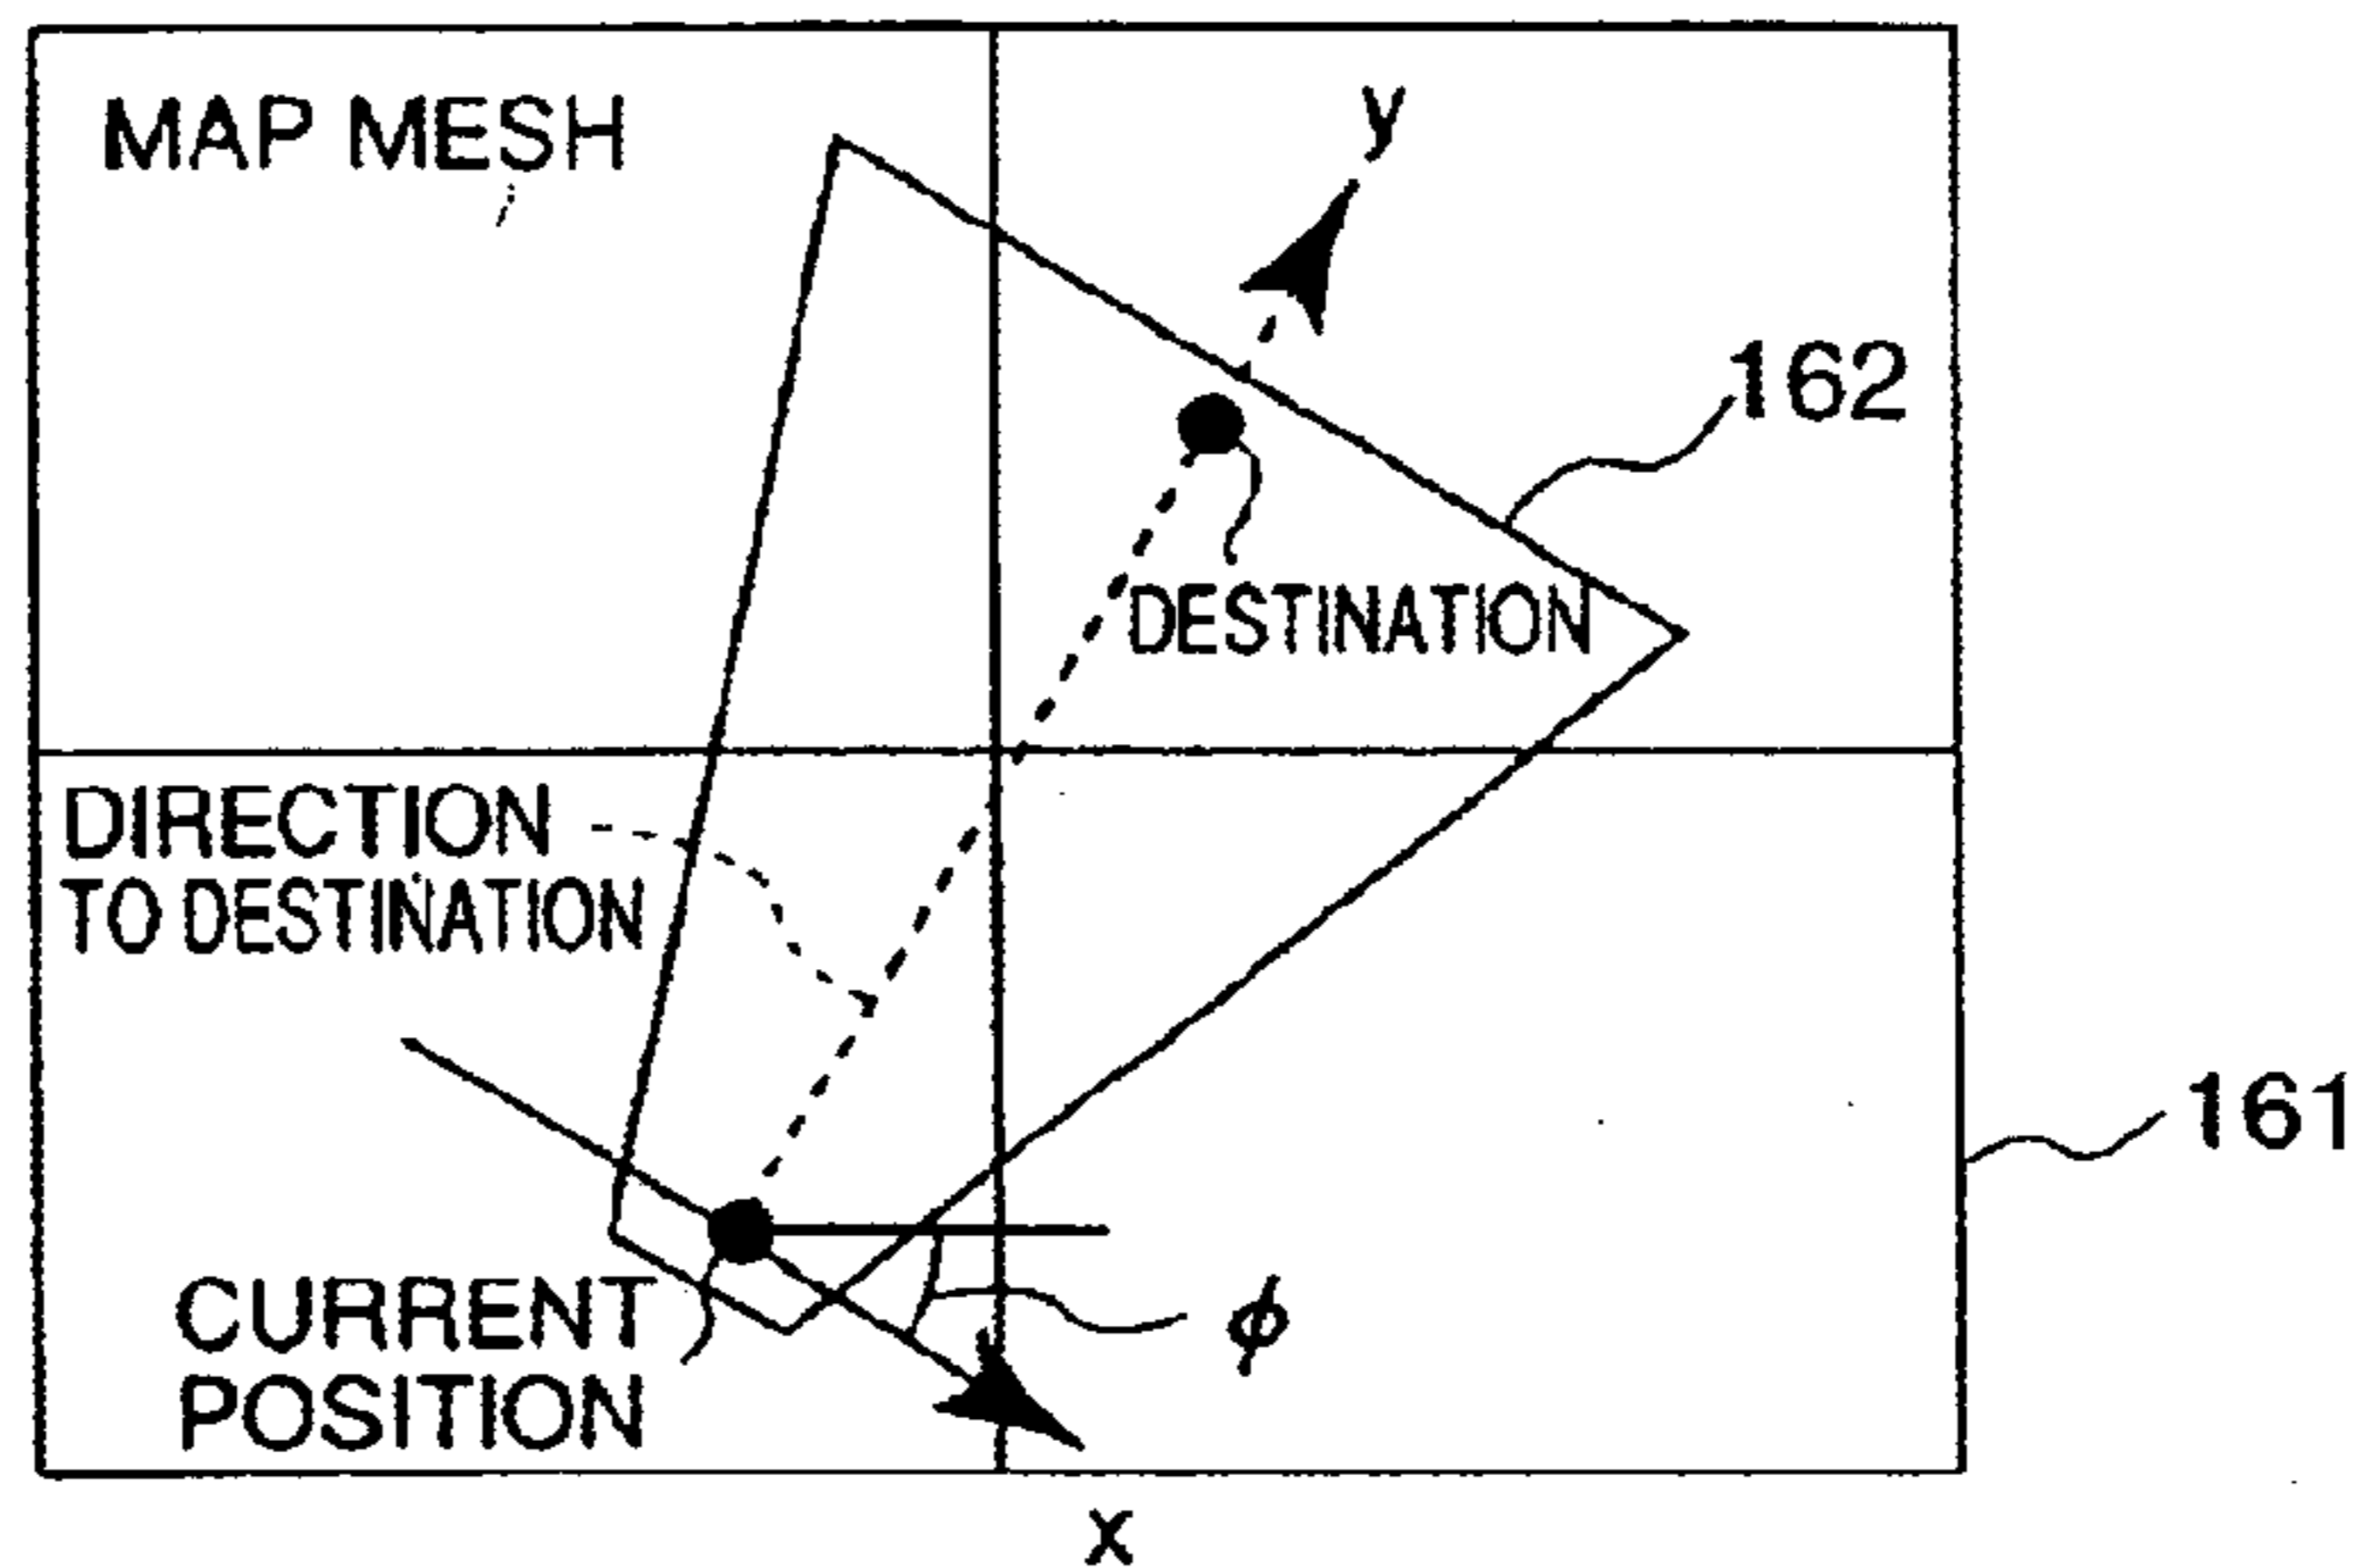 MAP MESH
y
162
DESTINATION
DIRECTION
TO DESTINATION
161
CURRENT
POSITION
ϕ
x